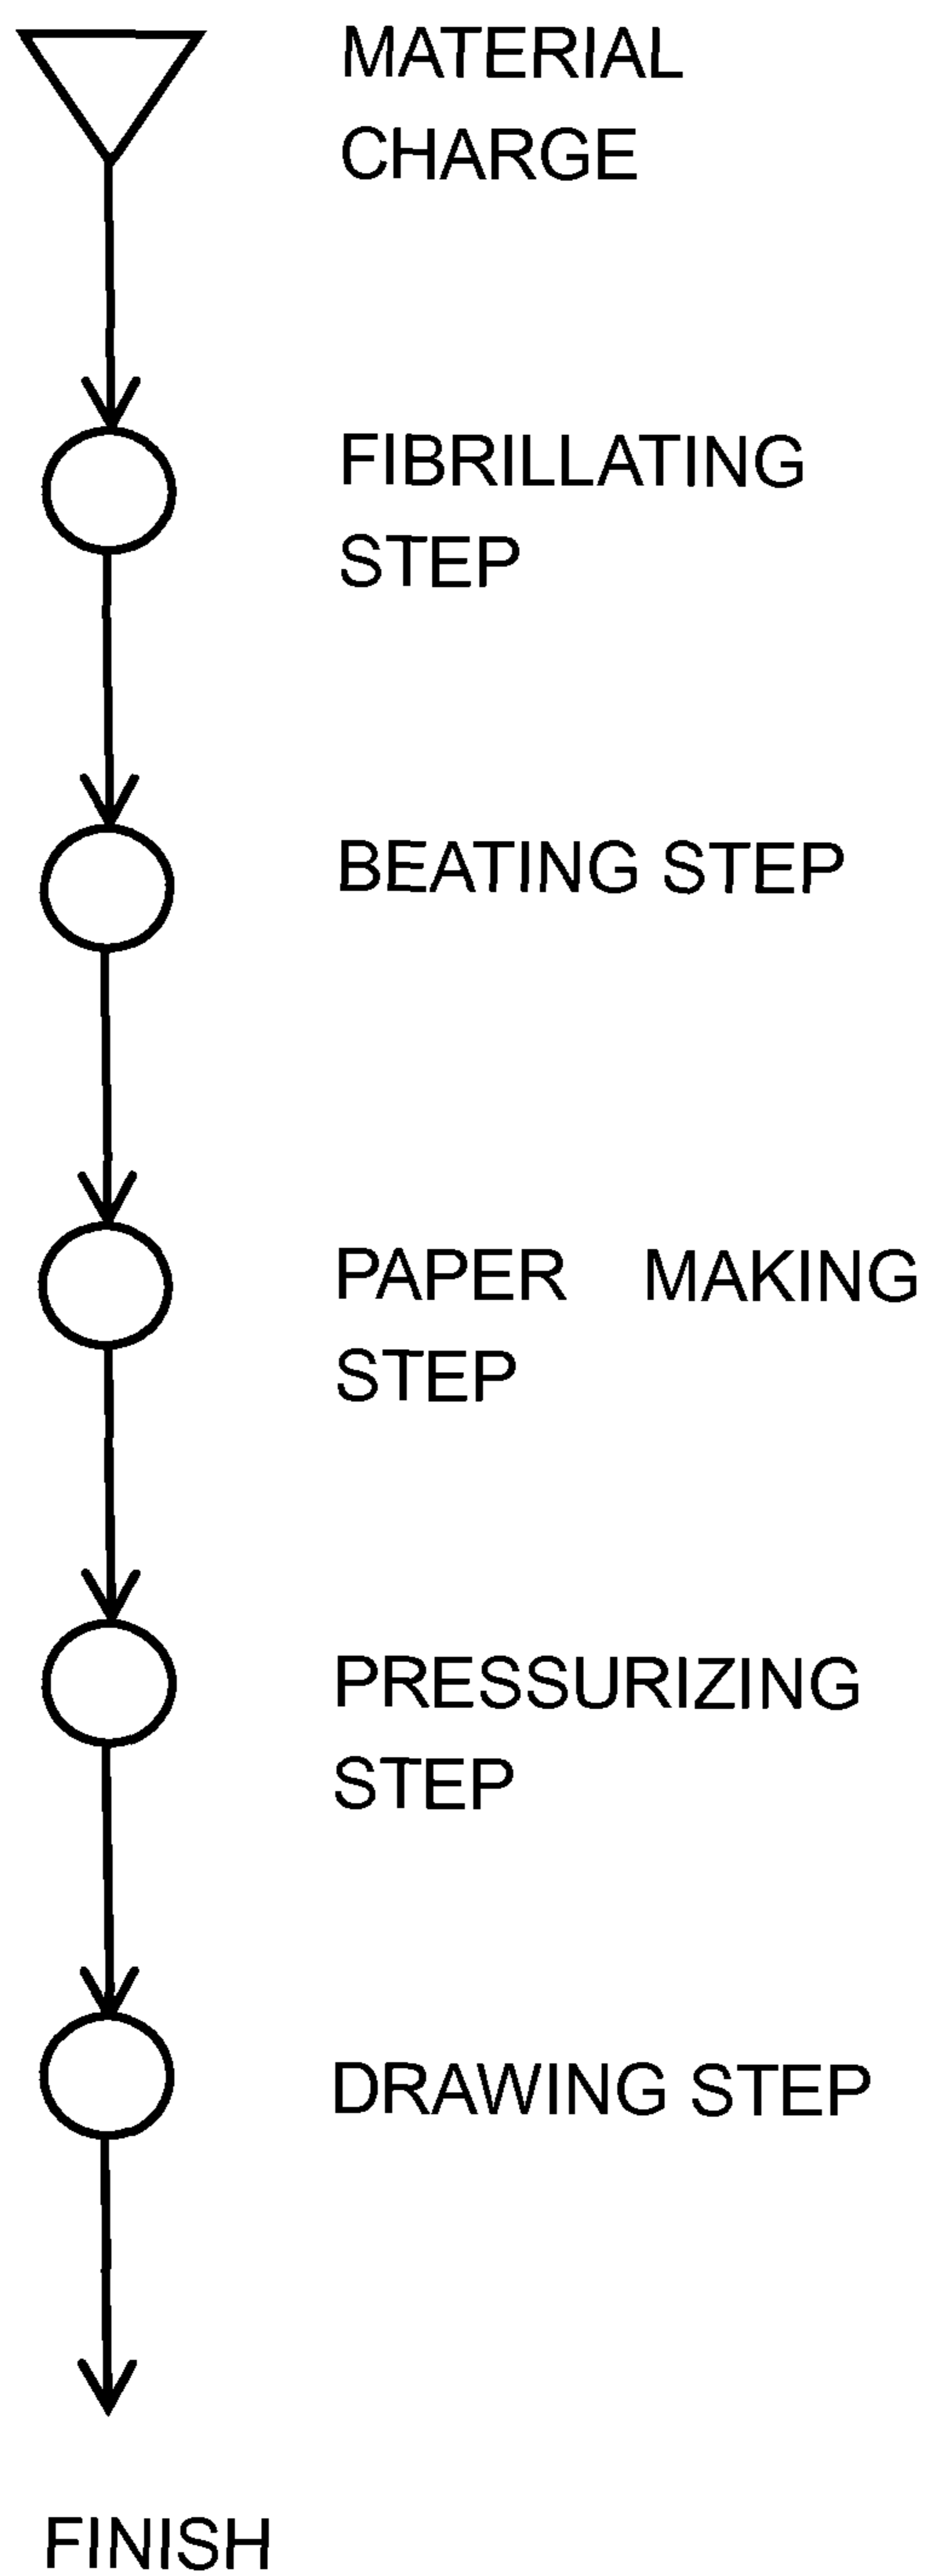 MATERIAL
CHARGE
FIBRILLATING
STEP
BEATING STEP
PAPER MAKING
STEP
PRESSURIZING
STEP
DRAWING STEP
FINISH